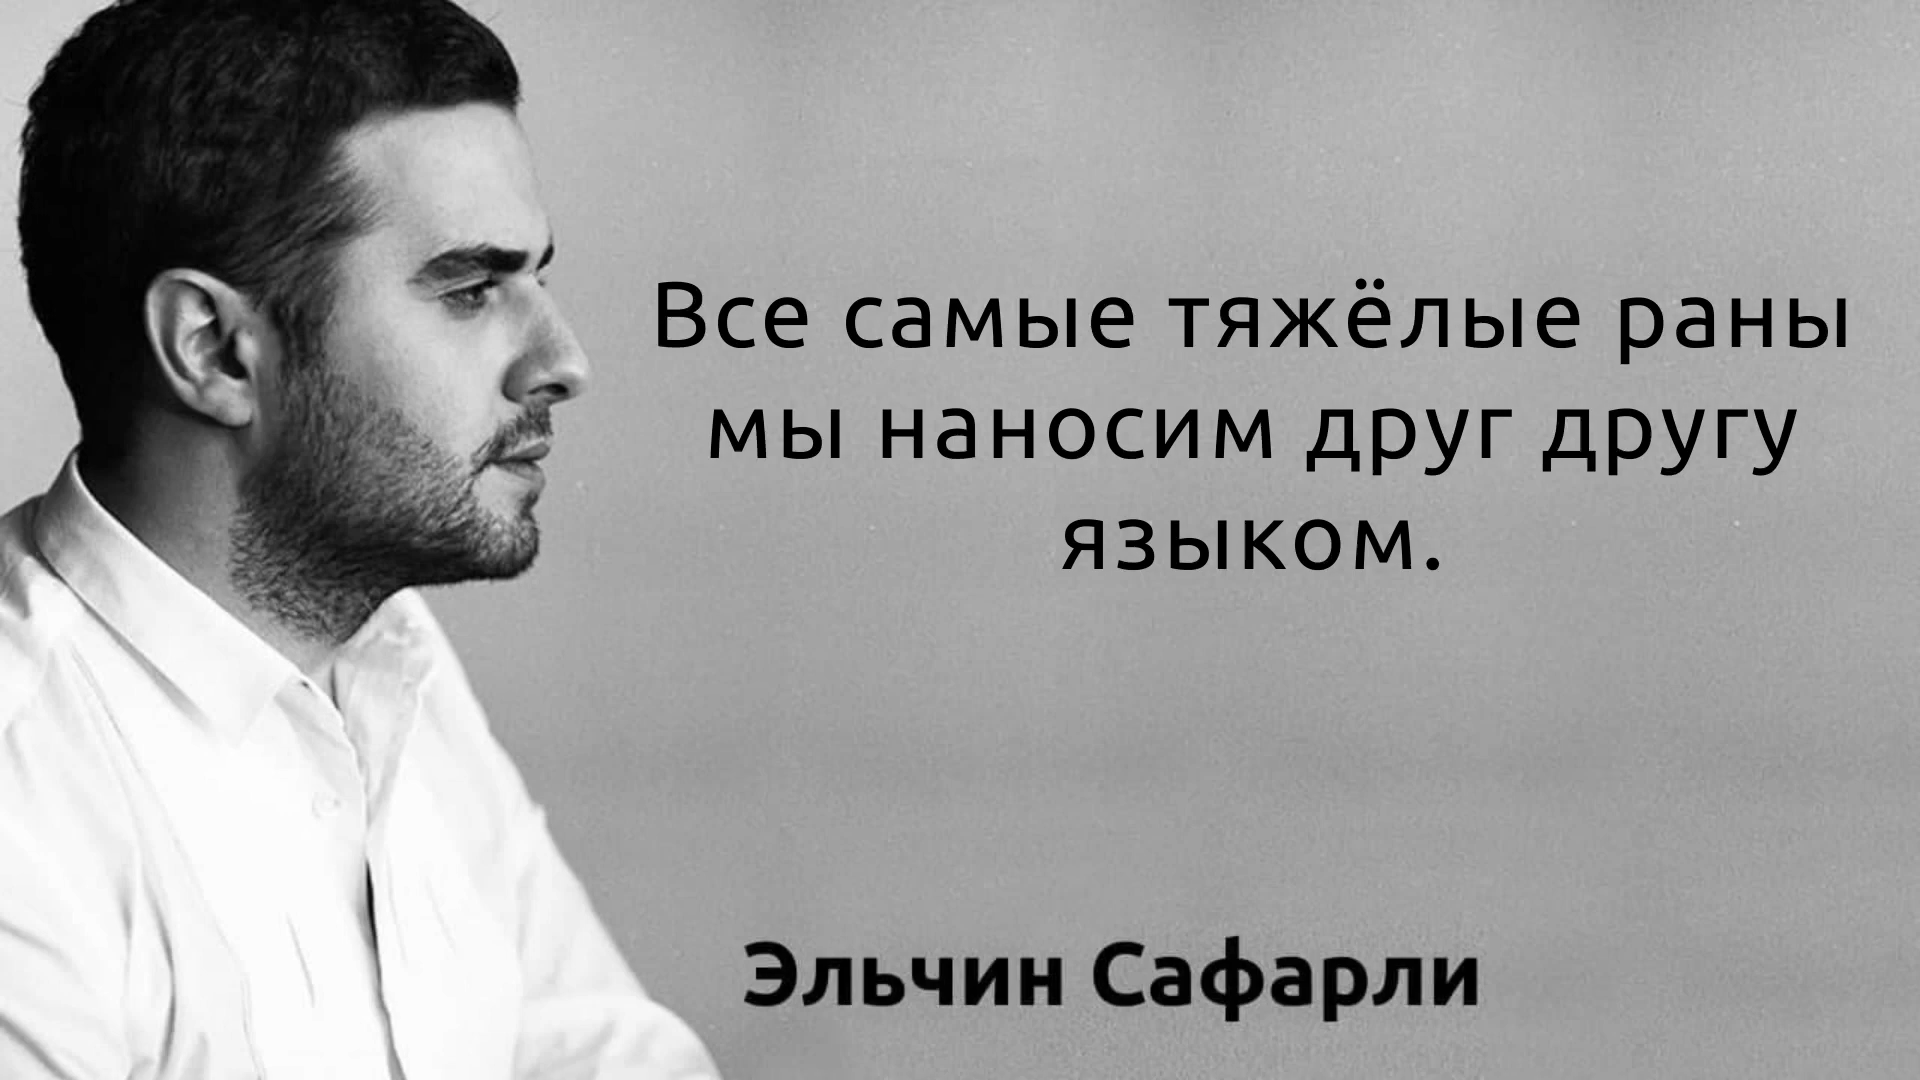 Все самые тяжёлые раны
мы наносим друг другу
языком.
Эльчин Сафарли